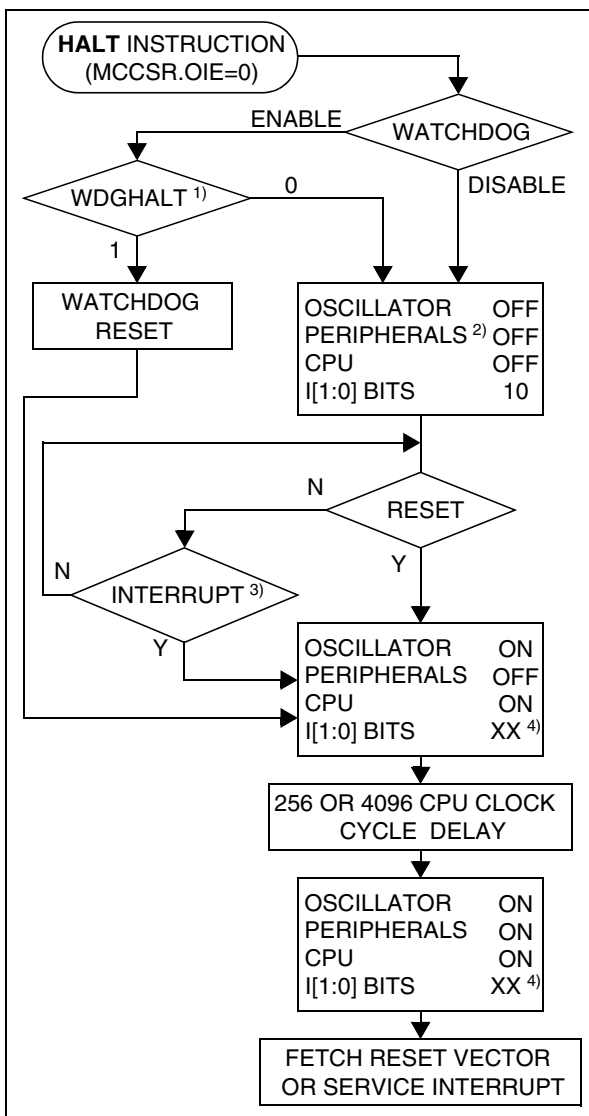 HALT INSTRUCTION
(MCCSR.OIE=0)
ENABLE
WATCHDOG
WDGHALT 1)
0
DISABLE
1
WATCHDOG
RESET
OSCILLATOR OFF
PERIPHERALS 2) OFF
CPU OFF
I[1:0] BITS 10
N
RESET
N
Y
INTERRUPT 3)
Y
OSCILLATOR ON
PERIPHERALS OFF
CPU ON
I[1:0] BITS XX 4)
256 OR 4096 CPU CLOCK
CYCLE DELAY
OSCILLATOR ON
PERIPHERALS ON
CPU ON
I[1:0] BITS XX 4)
FETCH RESET VECTOR
OR SERVICE INTERRUPT